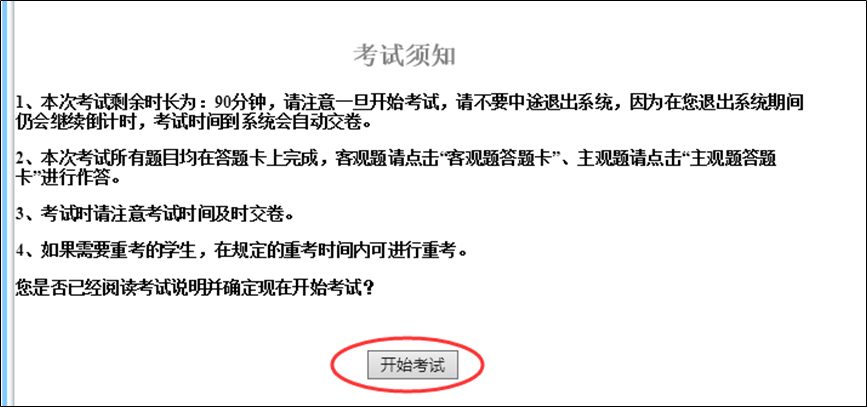 考试须知
1、本次考试剩余时长为：90分钟，请注意一旦开始考试，请不要中途退出系统，因为在您退出系统期间
仍会继续倒计时，考试时间到系统会自动交卷。
2、本次考试所有题目均在答题卡上完成，客观题请点击“客观题答题卡”、主观题请点击“主观题答题
卡”进行作答。
3、考试时请注意考试时间及时交卷。
4、如果需要重考的学生，在规定的重考时间内可进行重考。
您是否已经阅读考试说明并确定现在开始考试？
开始考试